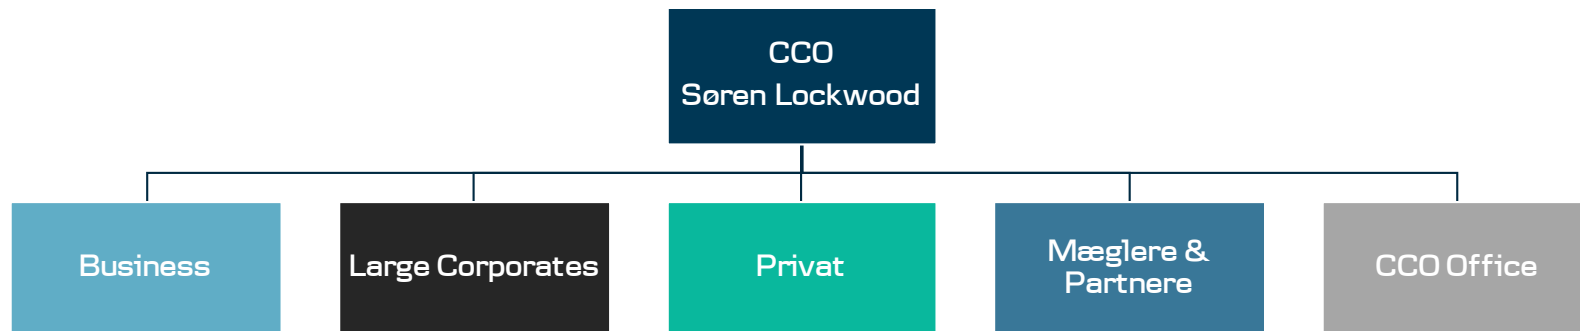 CCO
Søren Lockwood
Business
Large Corporates
Privat
Mæglere &
Partnere
CCO Office